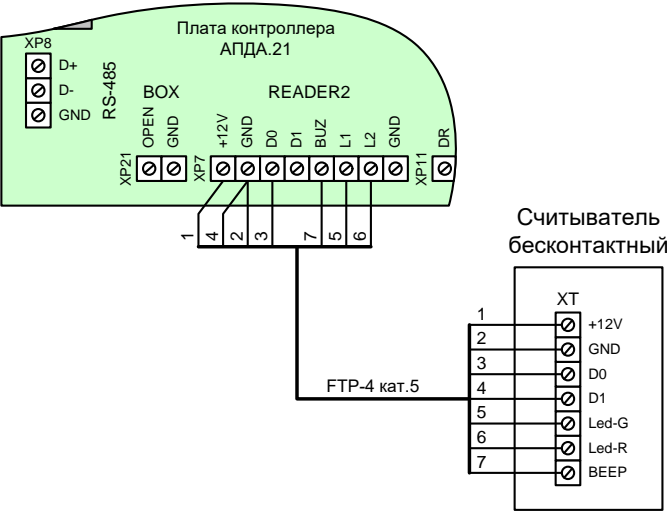 Плата контроллера
АПДА.21
XP8
D+
D-
GND
RS-485
BOX
READER2
OPEN
GND
+12V
GND
D0
D1
BUZ
L1
L2
GND
DR
XP21
XP7
XP11
1
4
2
3
7
5
6
Считыватель
бесконтактный
XT
1
+12V
2
GND
3
D0
FTP-4 кат.5
4
D1
5
Led-G
6
Led-R
7
BEEP